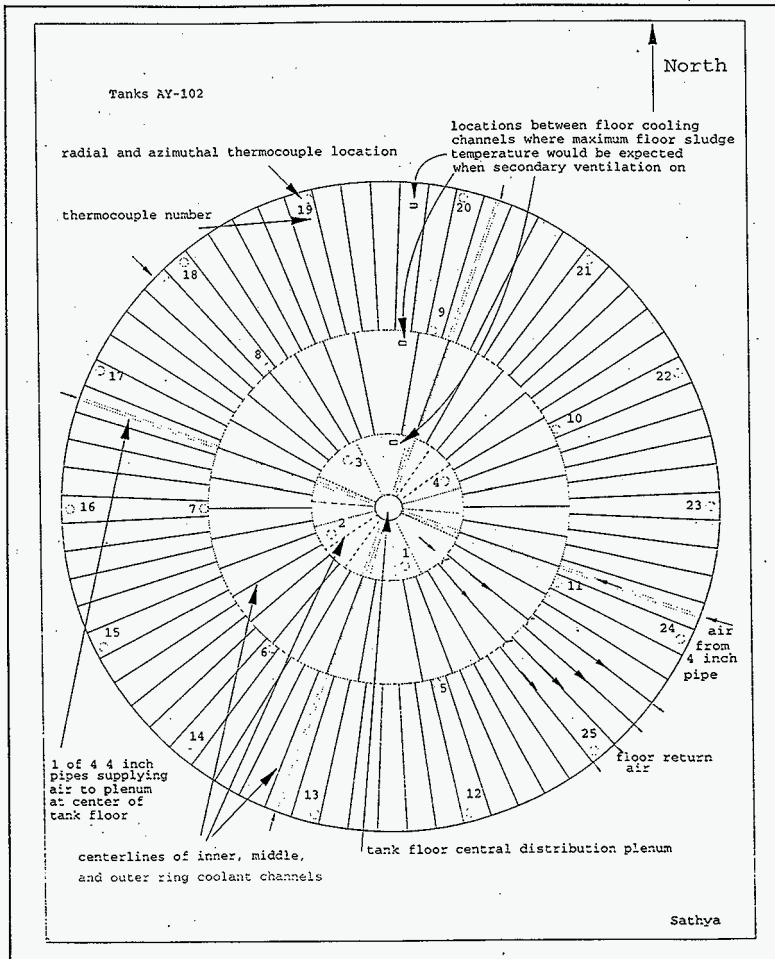 North
Tanks AY-102
locations between floor cooling
channels where maximum floor sludge
temperature would be expected
when secondary ventilation on
radial and azimuthal thermocouple location
thermocouple number
19
20
18
21
9
8
17
22
10
3
4
16
7
23
2
1
11
15
24
air
from
4 inch
pipe
6
5
14
25
floor return
air
1 of 4 4 inch
pipes supplying
air to plenum
at center of
tank floor
13
12
tank floor central distribution plenum
centerlines of inner, middle,
and outer ring coolant channels
Sathya